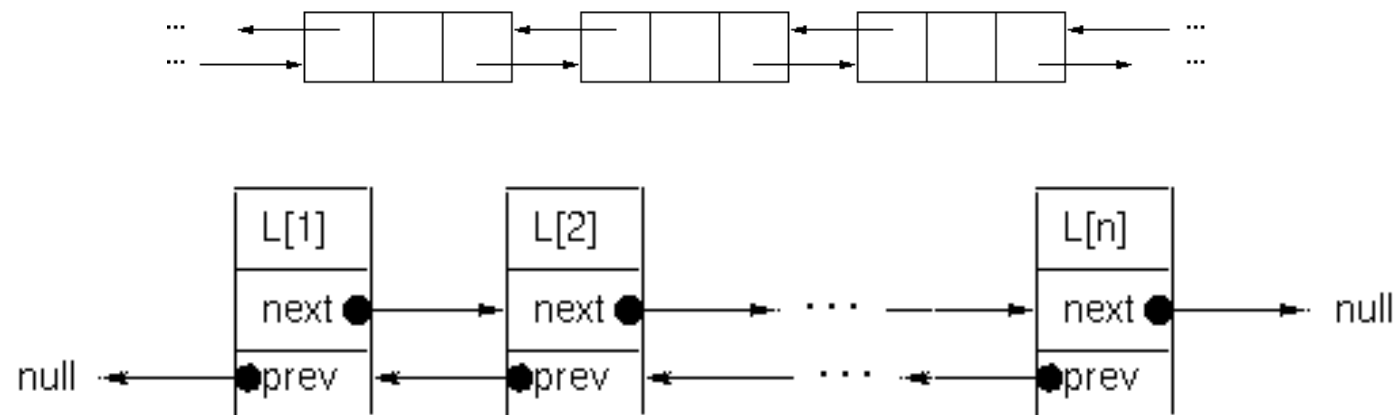 ... ...
... ...
L[1] L[2] L[n]
next next ... next null
null prev prev ... prev